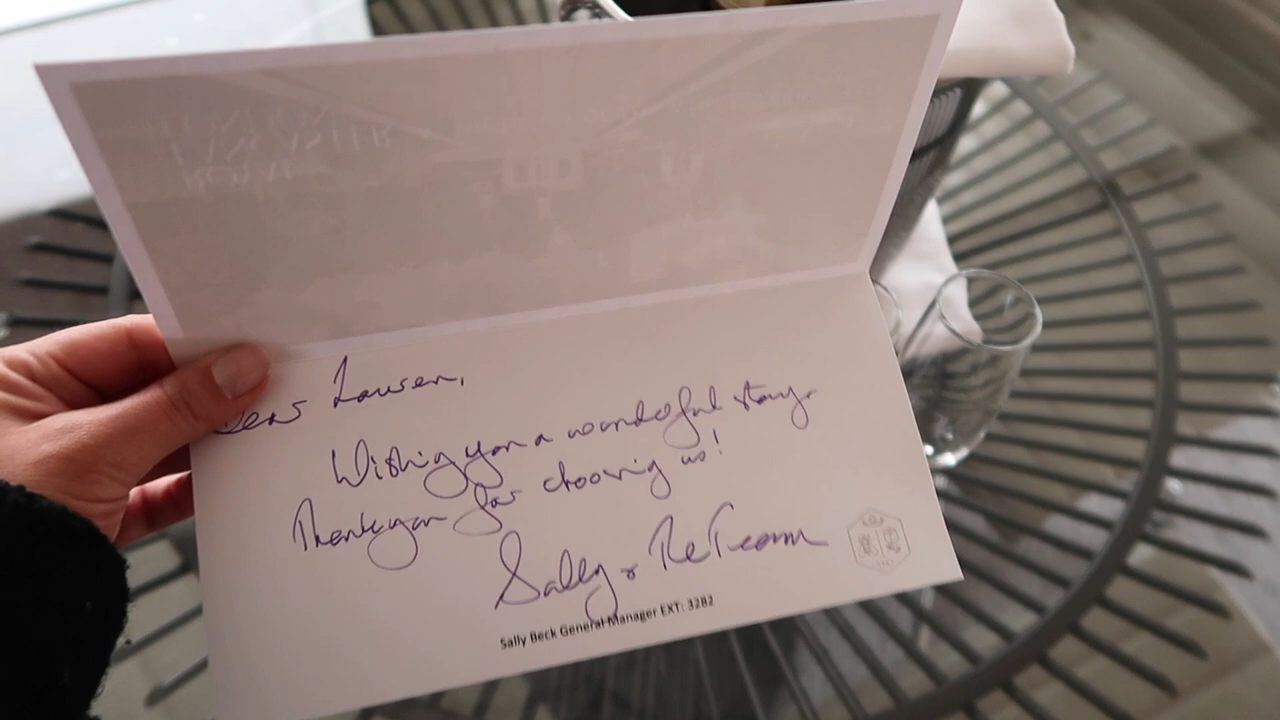 Dear Lauren,
Wishing you a wonderful stay.
Thank you for choosing us!
Sally & The Team
Sally Beck General Manager EXT: 3282